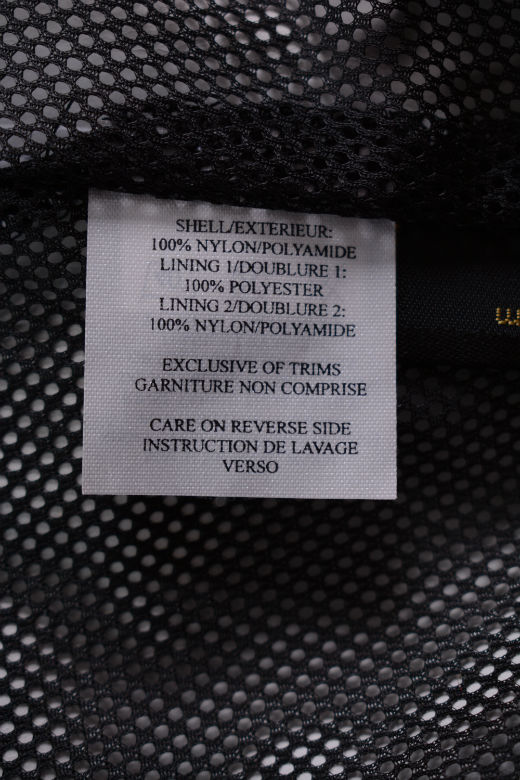 SHELL/EXTERIEUR:
100% NYLON/POLYAMIDE
LINING 1/DOUBLURE 1:
100% POLYESTER
LINING 2/DOUBLURE 2:
100% NYLON/POLYAMIDE
EXCLUSIVE OF TRIMS
GARNITURE NON COMPRISE
CARE ON REVERSE SIDE
INSTRUCTION DE LAVAGE
VERSO